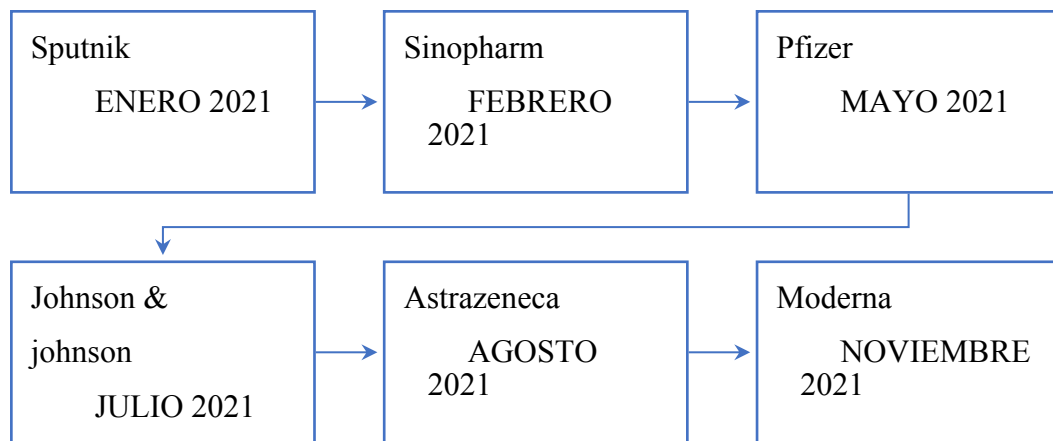 Sputnik
ENERO 2021
Sinopharm
FEBRERO
2021
Pfizer
MAYO 2021
Johnson &
johnson
JULIO 2021
Astrazeneca
AGOSTO
2021
Moderna
NOVIEMBRE
2021